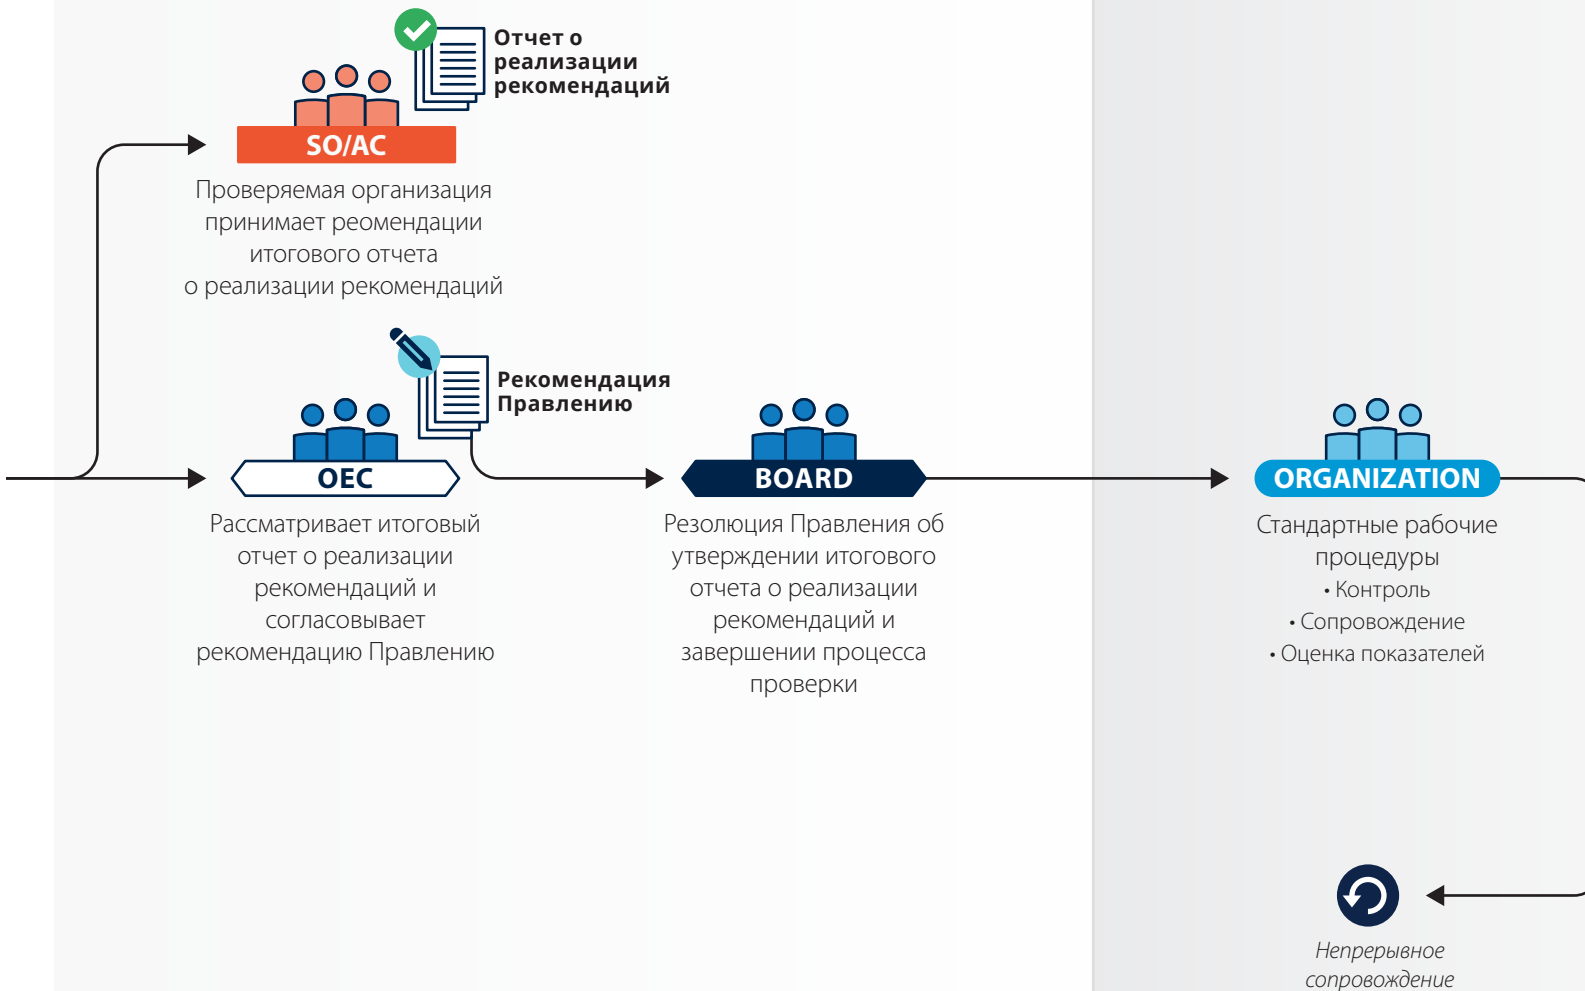 Отчет о
реализации
рекомендаций
SO/AC
Проверяемая организация
принимает реомендации
итогового отчета
о реализации рекомендаций
Рекомендация
Правлению
OEC
Рассматривает итоговый
отчет о реализации
рекомендаций и
согласовывает
рекомендацию Правлению
BOARD
Резолюция Правления об
утверждении итогового
отчета о реализации
рекомендаций и
завершении процесса
проверки
ORGANIZATION
Стандартные рабочие
процедуры
• Контроль
• Сопровождение
• Оценка показателей
Непрерывное
сопровождение